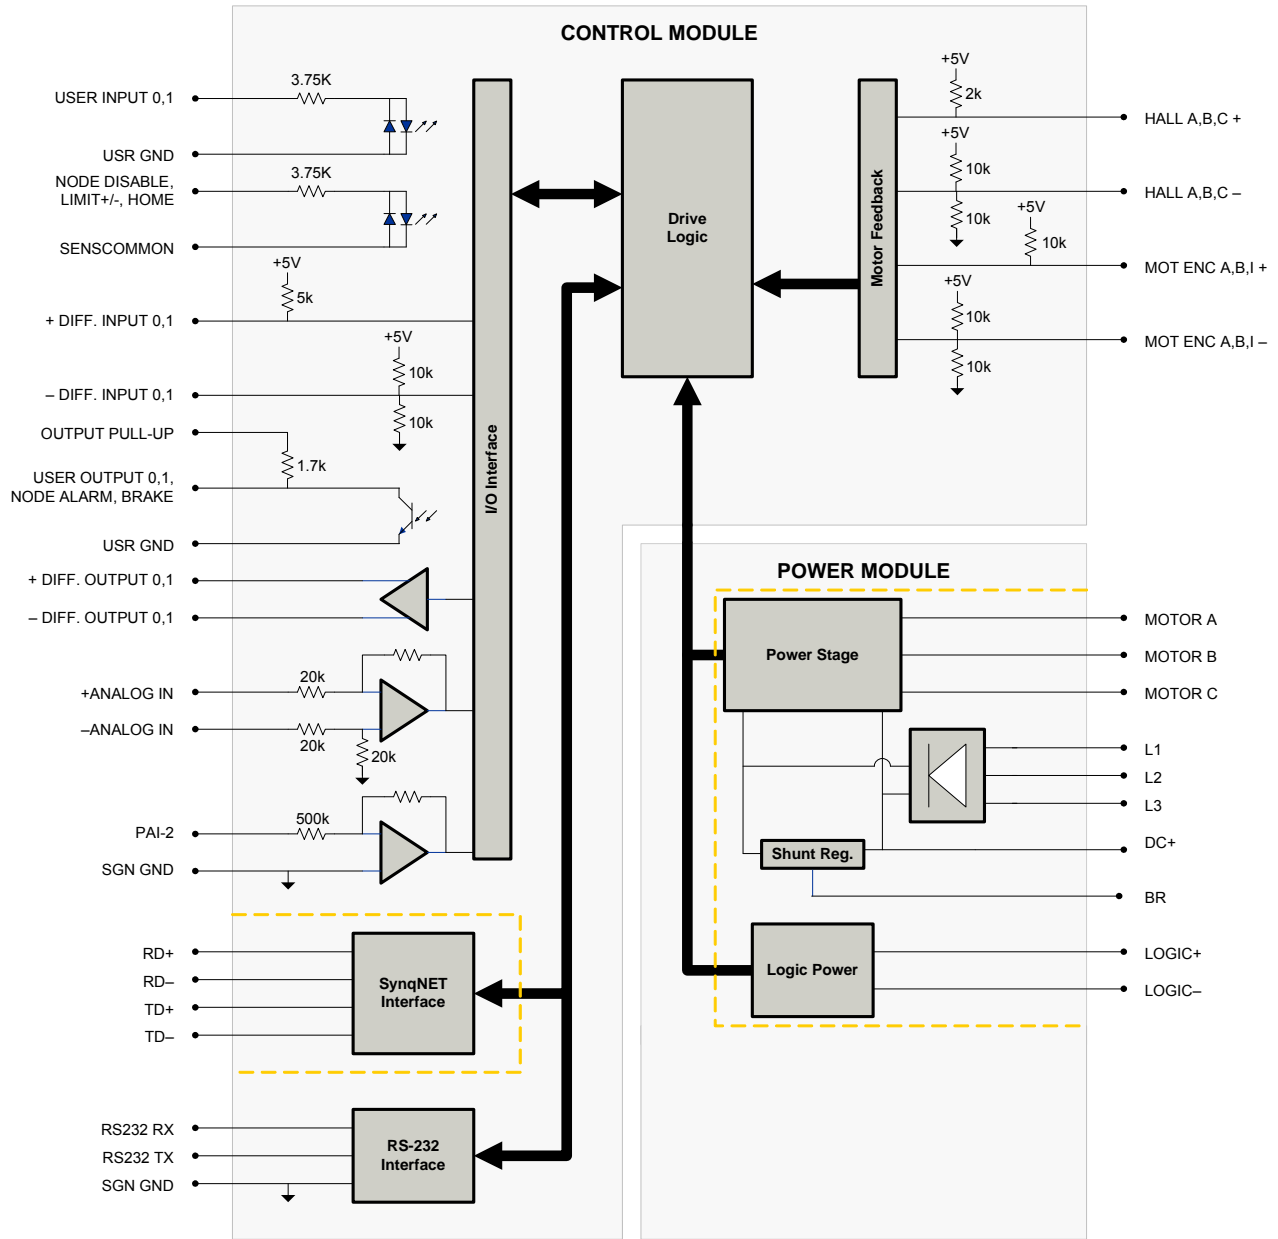 CONTROL MODULE
USER INPUT 0,1
3.75K
USR GND
NODE DISABLE,
LIMIT+/-, HOME
3.75K
SENSCOMMON
+5V
5k
+ DIFF. INPUT 0,1
+5V
10k
– DIFF. INPUT 0,1
10k
OUTPUT PULL-UP
1.7k
USER OUTPUT 0,1,
NODE ALARM, BRAKE
USR GND
+ DIFF. OUTPUT 0,1
– DIFF. OUTPUT 0,1
+ANALOG IN
20k
–ANALOG IN
20k
20k
PAI-2
500k
SGN GND
I/O Interface
RD+
RD–
TD+
TD–
SynqNET
Interface
RS232 RX
RS232 TX
SGN GND
RS-232
Interface
Drive
Logic
Motor Feedback
+5V
2k
HALL A,B,C +
+5V
10k
HALL A,B,C –
10k
+5V
10k
MOT ENC A,B,I +
+5V
10k
MOT ENC A,B,I –
10k
POWER MODULE
Power Stage
MOTOR A
MOTOR B
MOTOR C
L1
L2
L3
Shunt Reg.
DC+
BR
Logic Power
LOGIC+
LOGIC–